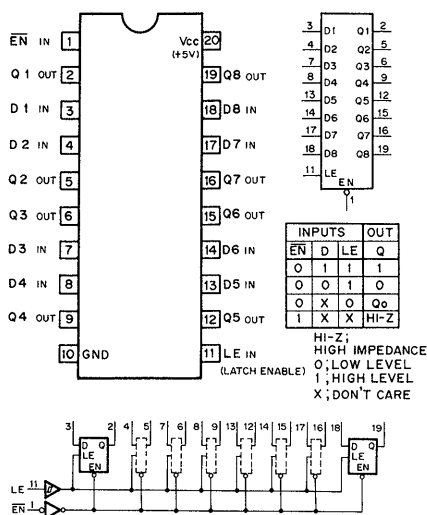 EN IN 1
Q1 OUT 2
D1 IN 3
D2 IN 4
Q2 OUT 5
Q3 OUT 6
D3 IN 7
D4 IN 8
Q4 OUT 9
10 GND
Vcc 20
(+5V)
19 Q8 OUT
18 D8 IN
17 D7 IN
16 Q7 OUT
15 Q6 OUT
14 D6 IN
13 D5 IN
12 Q5 OUT
11 LE IN
(LATCH ENABLE)
3 D1 Q1 2
4 D2 Q2 5
7 D3 Q3 6
8 D4 Q4 9
13 D5 Q5 12
14 D6 Q6 15
17 D7 Q7 16
18 D8 Q8 19
11 LE
EN
1
INPUTS OUT
EN D LE Q
0 1 1 1
0 0 1 0
0 X 0 Qo
1 X X HI-Z
HI-Z;
HIGH IMPEDANCE
0; LOW LEVEL
1; HIGH LEVEL
X; DON'T CARE
3 2 4 5 7 6 8 9 13 12 14 15 17 16 18 19
D Q
LE
EN
D Q
LE
EN
LE 11
EN 1